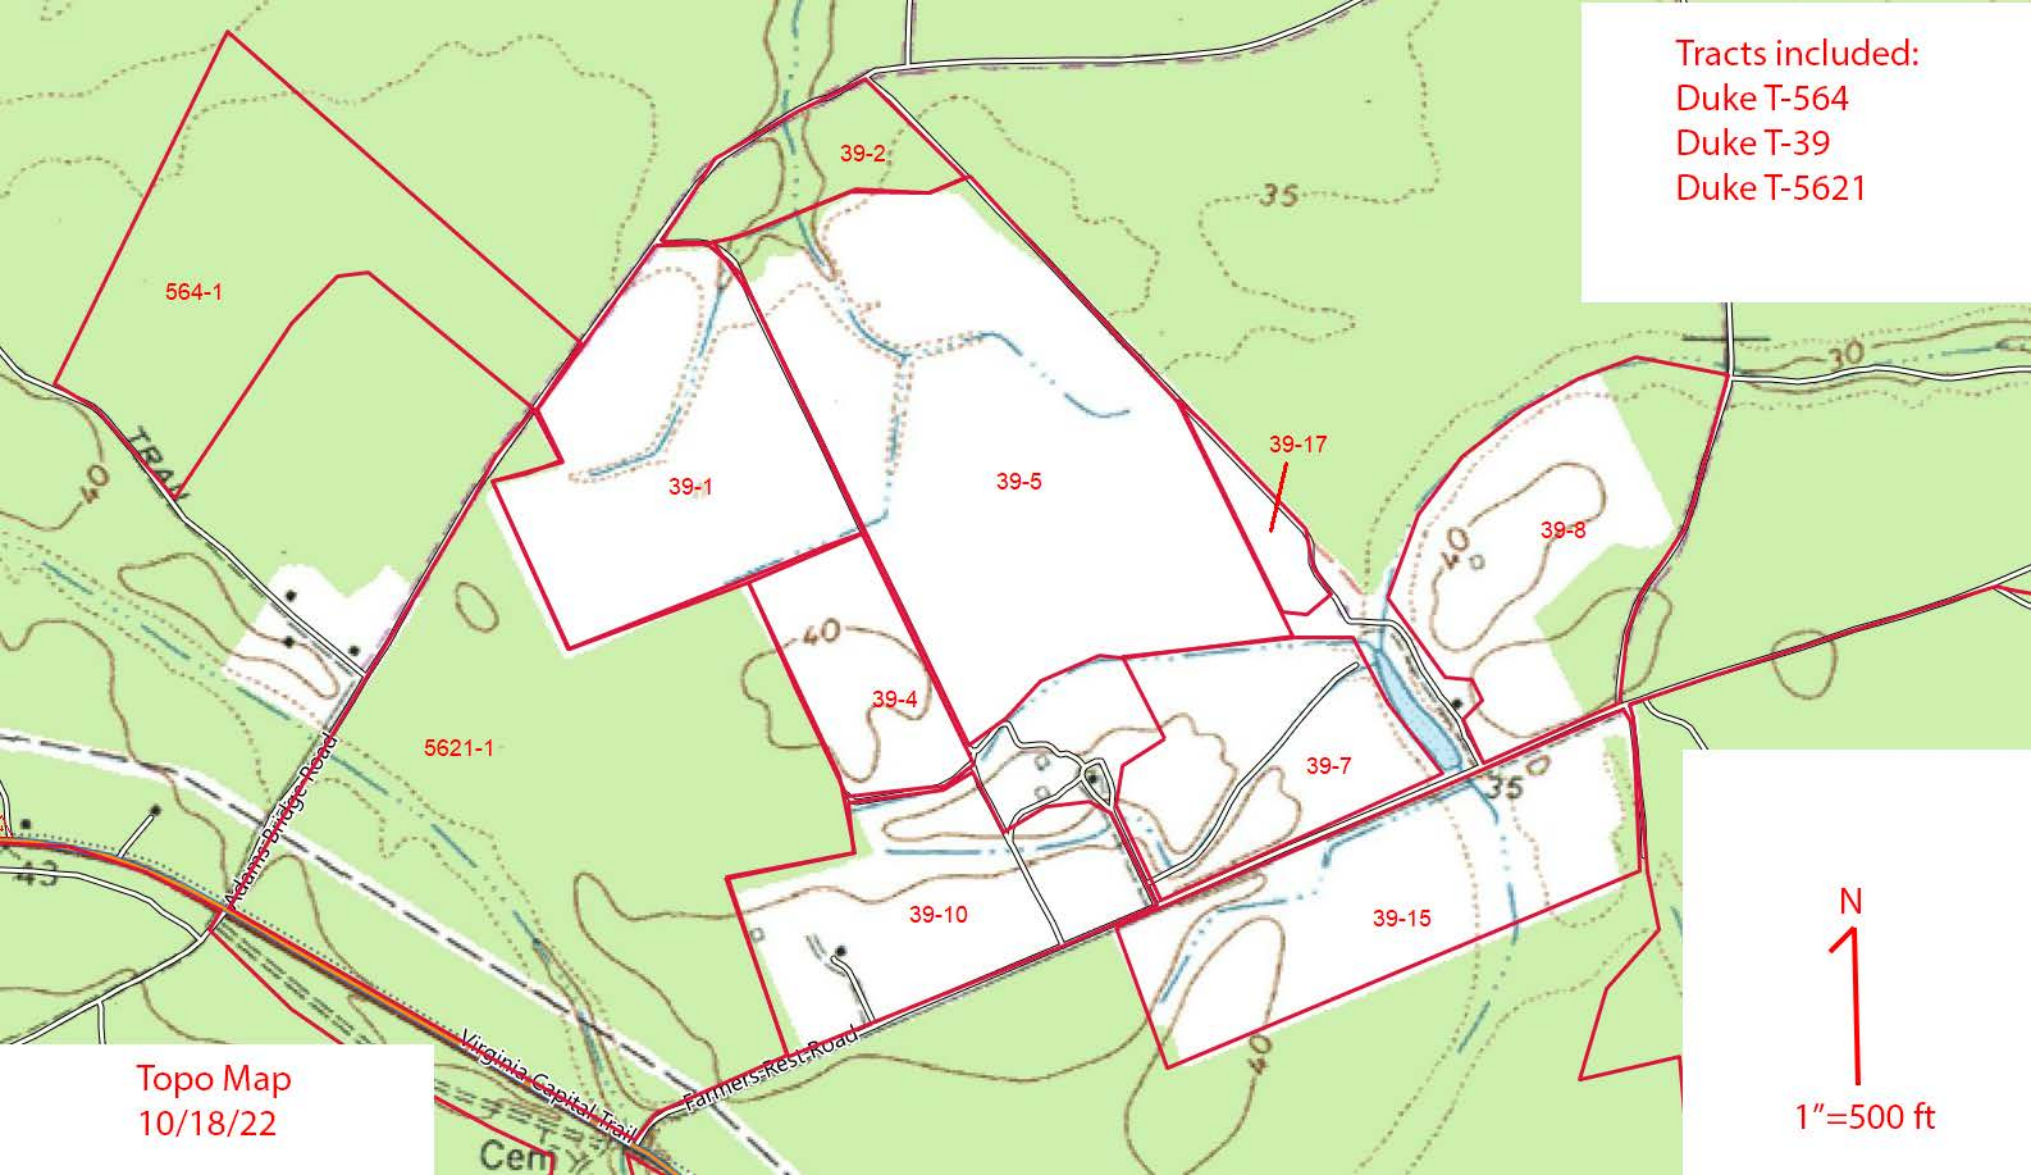 Tracts included:
Duke T-564
Duke T-39
Duke T-5621
39-2
35
564-1
30
39-17
TRAN
40
39-1
39-5
39-8
40
40
39-4
5621-1
39-7
35
Adams-Bridge-Road
43
39-10
39-15
N
1"=500 ft
Virginia Capital Trail
Farmers-Rest-Road
40
Cem
Topo Map
10/18/22